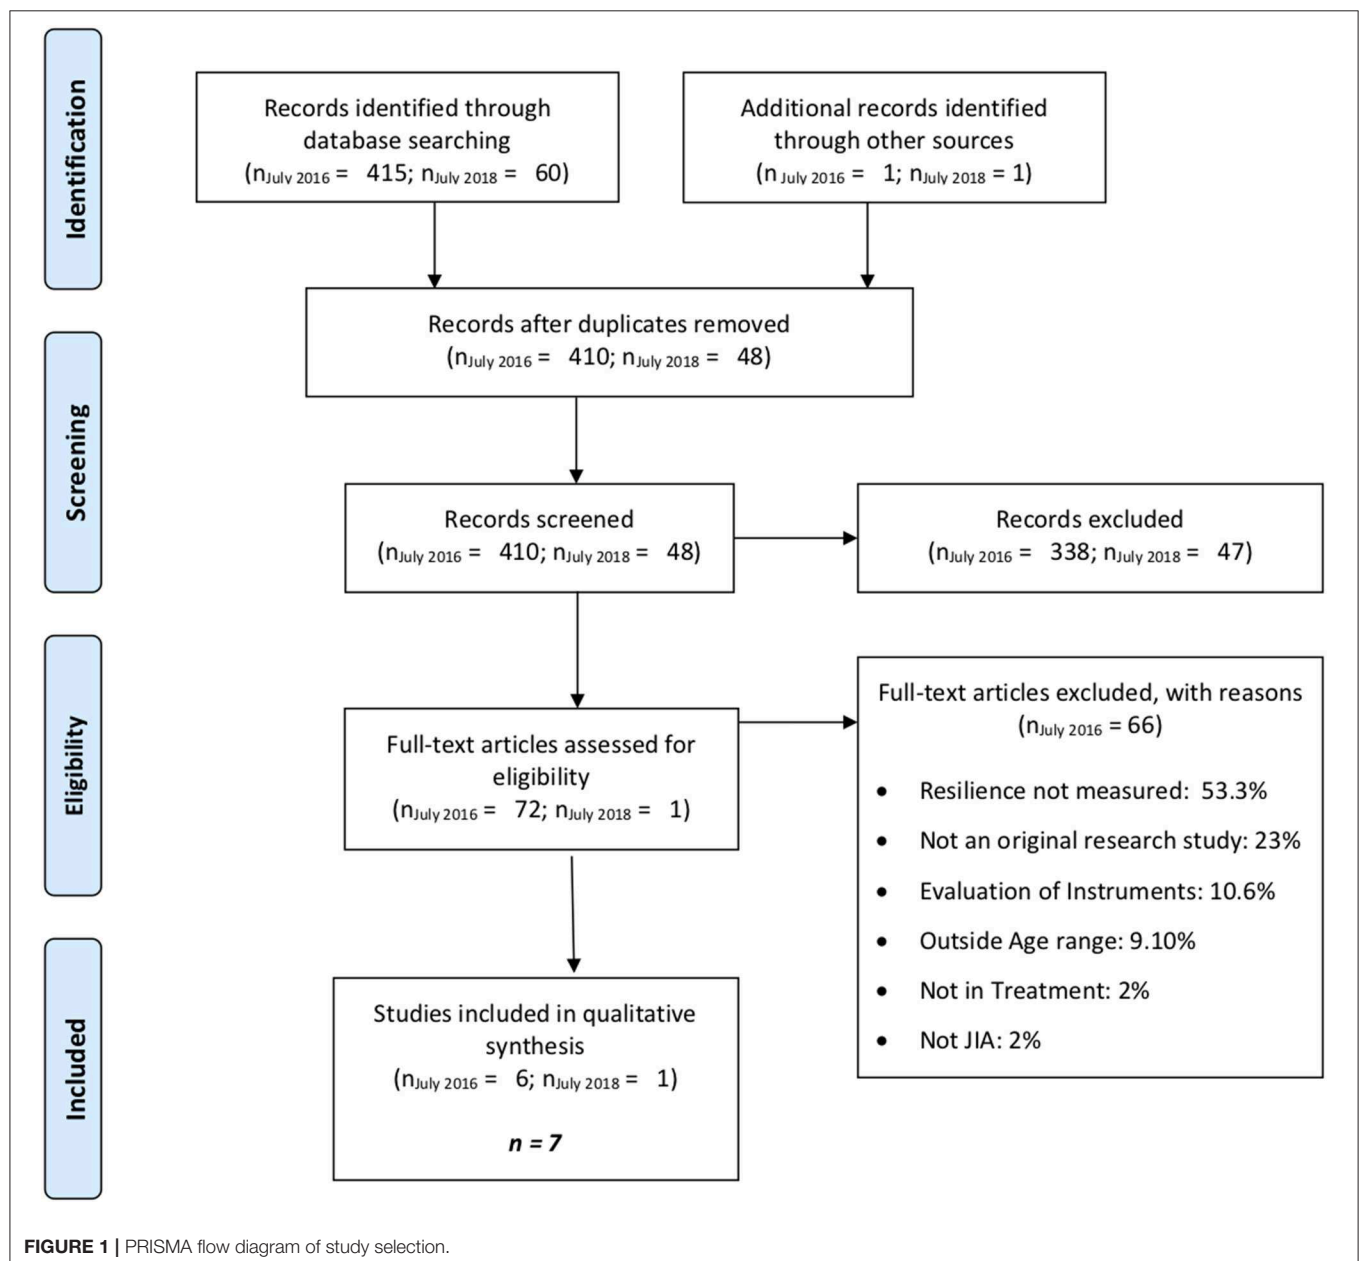 Identification
Records identified through
database searching
(nJuly 2016 = 415; nJuly 2018 = 60)
Additional records identified
through other sources
(n July 2016 = 1; nJuly 2018 = 1)
Records after duplicates removed
(nJuly 2016 = 410; nJuly 2018 = 48)
Screening
Records screened
(nJuly 2016 = 410; nJuly 2018 = 48)
Records excluded
(nJuly 2016 = 338; nJuly 2018 = 47)
Eligibility
Full-text articles assessed for
eligibility
(nJuly 2016 = 72; nJuly 2018 = 1)
Full-text articles excluded, with reasons
(nJuly 2016 = 66)
• Resilience not measured: 53.3%
• Not an original research study: 23%
• Evaluation of Instruments: 10.6%
• Outside Age range: 9.10%
• Not in Treatment: 2%
• Not JIA: 2%
Included
Studies included in qualitative
synthesis
(nJuly 2016 = 6; nJuly 2018 = 1)
n = 7
FIGURE 1 | PRISMA flow diagram of study selection.